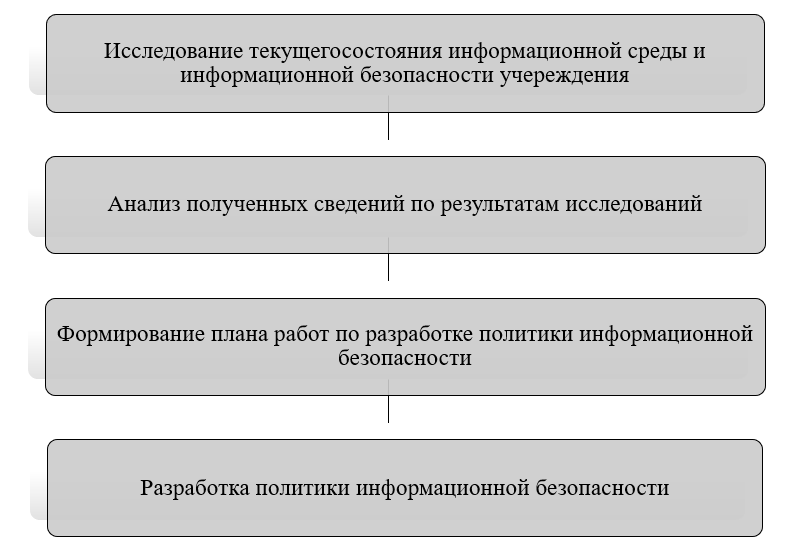 Исследование текущегосостояния информационной среды и
информационной безопасности учереждения
Анализ полученных сведений по результатам исследований
Формирование плана работ по разработке политики информационной
безопасности
Разработка политики информационной безопасности